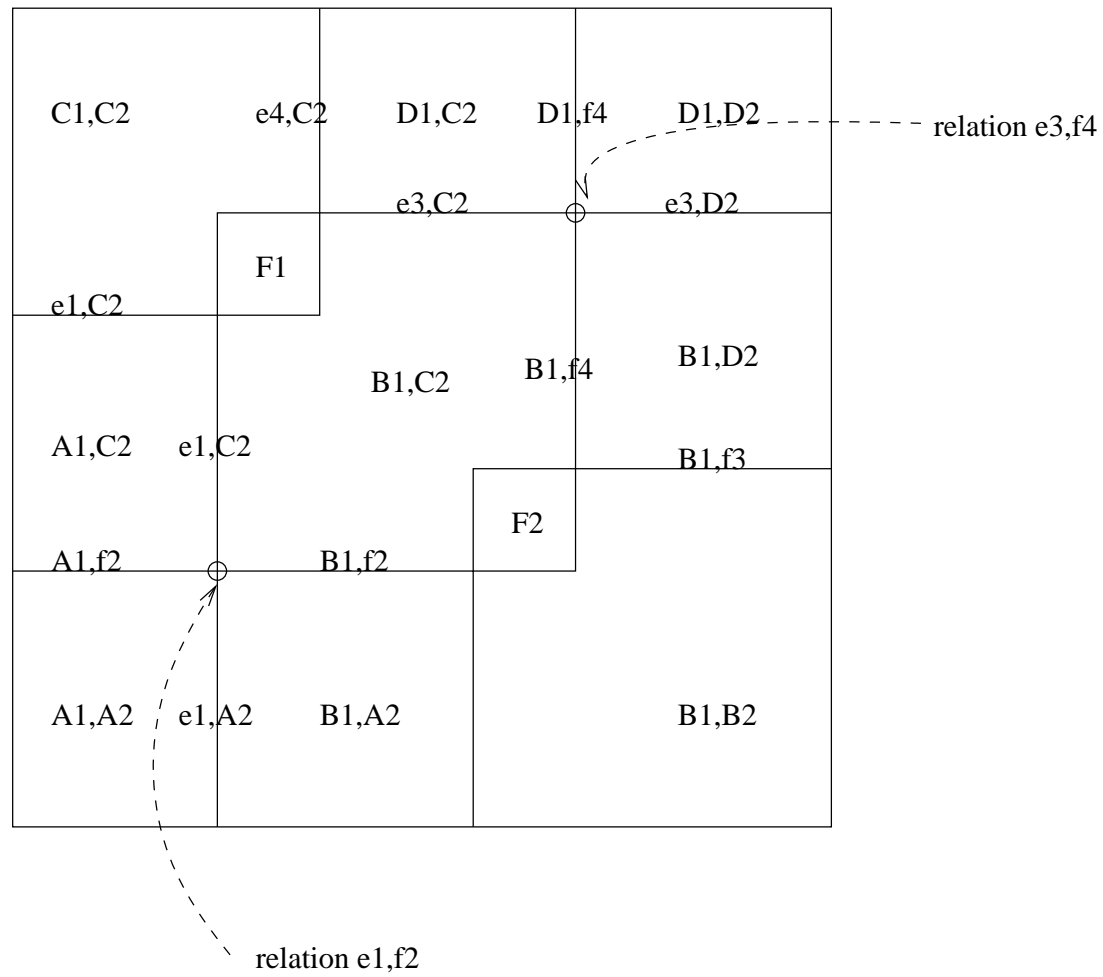 C1,C2 e4,C2 D1,C2 D1,f4 D1,D2
relation e3,f4
e3,C2 e3,D2
F1
e1,C2
B1,D2
B1,f4
B1,C2
A1,C2 e1,C2
B1,f3
F2
A1,f2 B1,f2
A1,A2 e1,A2 B1,A2 B1,B2
relation e1,f2